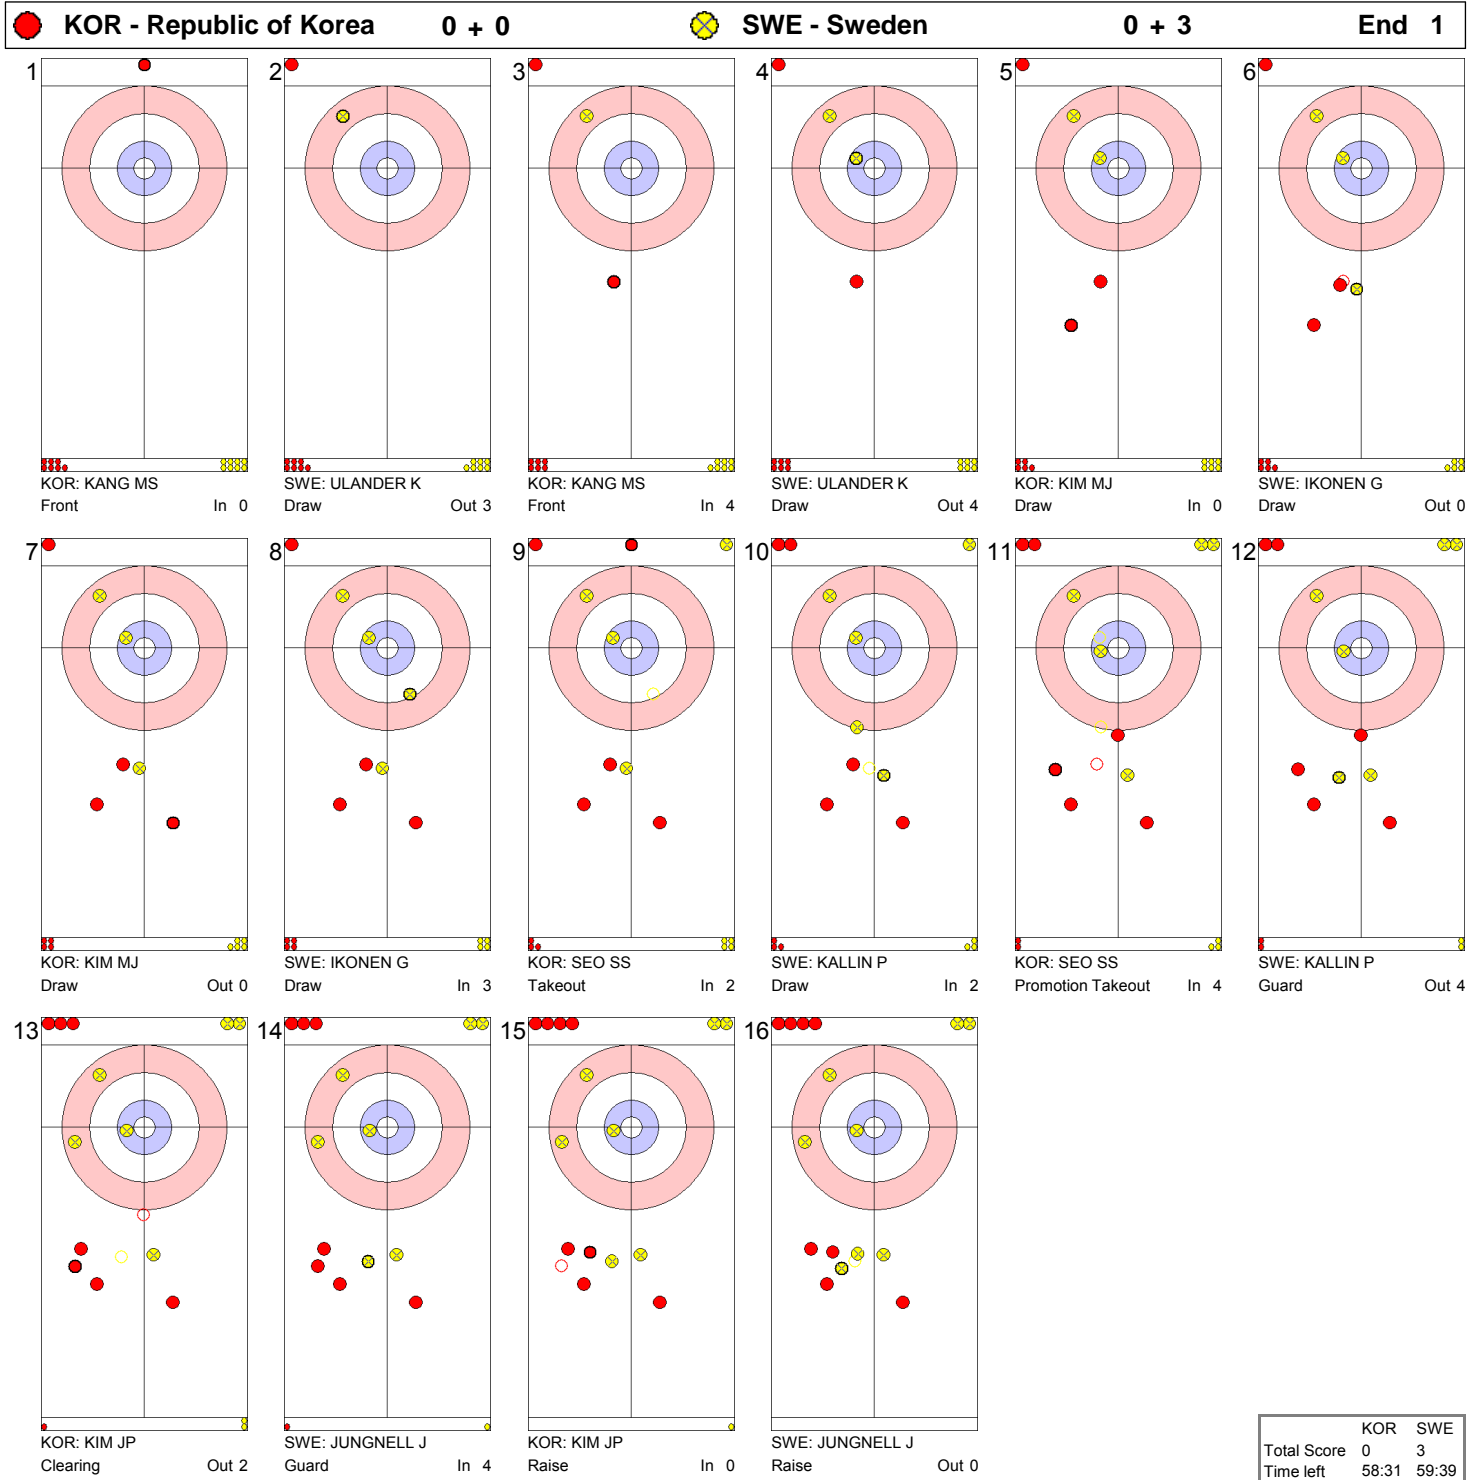 KOR - Republic of Korea 0 + 0 SWE - Sweden 0 + 3 End 1
1 2 3 4 5 6
KOR: KANG MS SWE: ULANDER K KOR: KANG MS SWE: ULANDER K KOR: KIM MJ SWE: IKONEN G
Front In 0 Draw Out 3 Front In 4 Draw Out 4 Draw In 0 Draw Out 0
7 8 9 10 11 12
KOR: KIM MJ SWE: IKONEN G KOR: SEO SS SWE: KALLIN P KOR: SEO SS SWE: KALLIN P
Draw Out 0 Draw In 3 Takeout In 2 Draw In 2 Promotion Takeout In 4 Guard Out 4
13 14 15 16
KOR: KIM JP SWE: JUNGNELL J KOR: KIM JP SWE: JUNGNELL J
Clearing Out 2 Guard In 4 Raise In 0 Raise Out 0
KOR SWE
Total Score 0 3
Time left 58:31 59:39